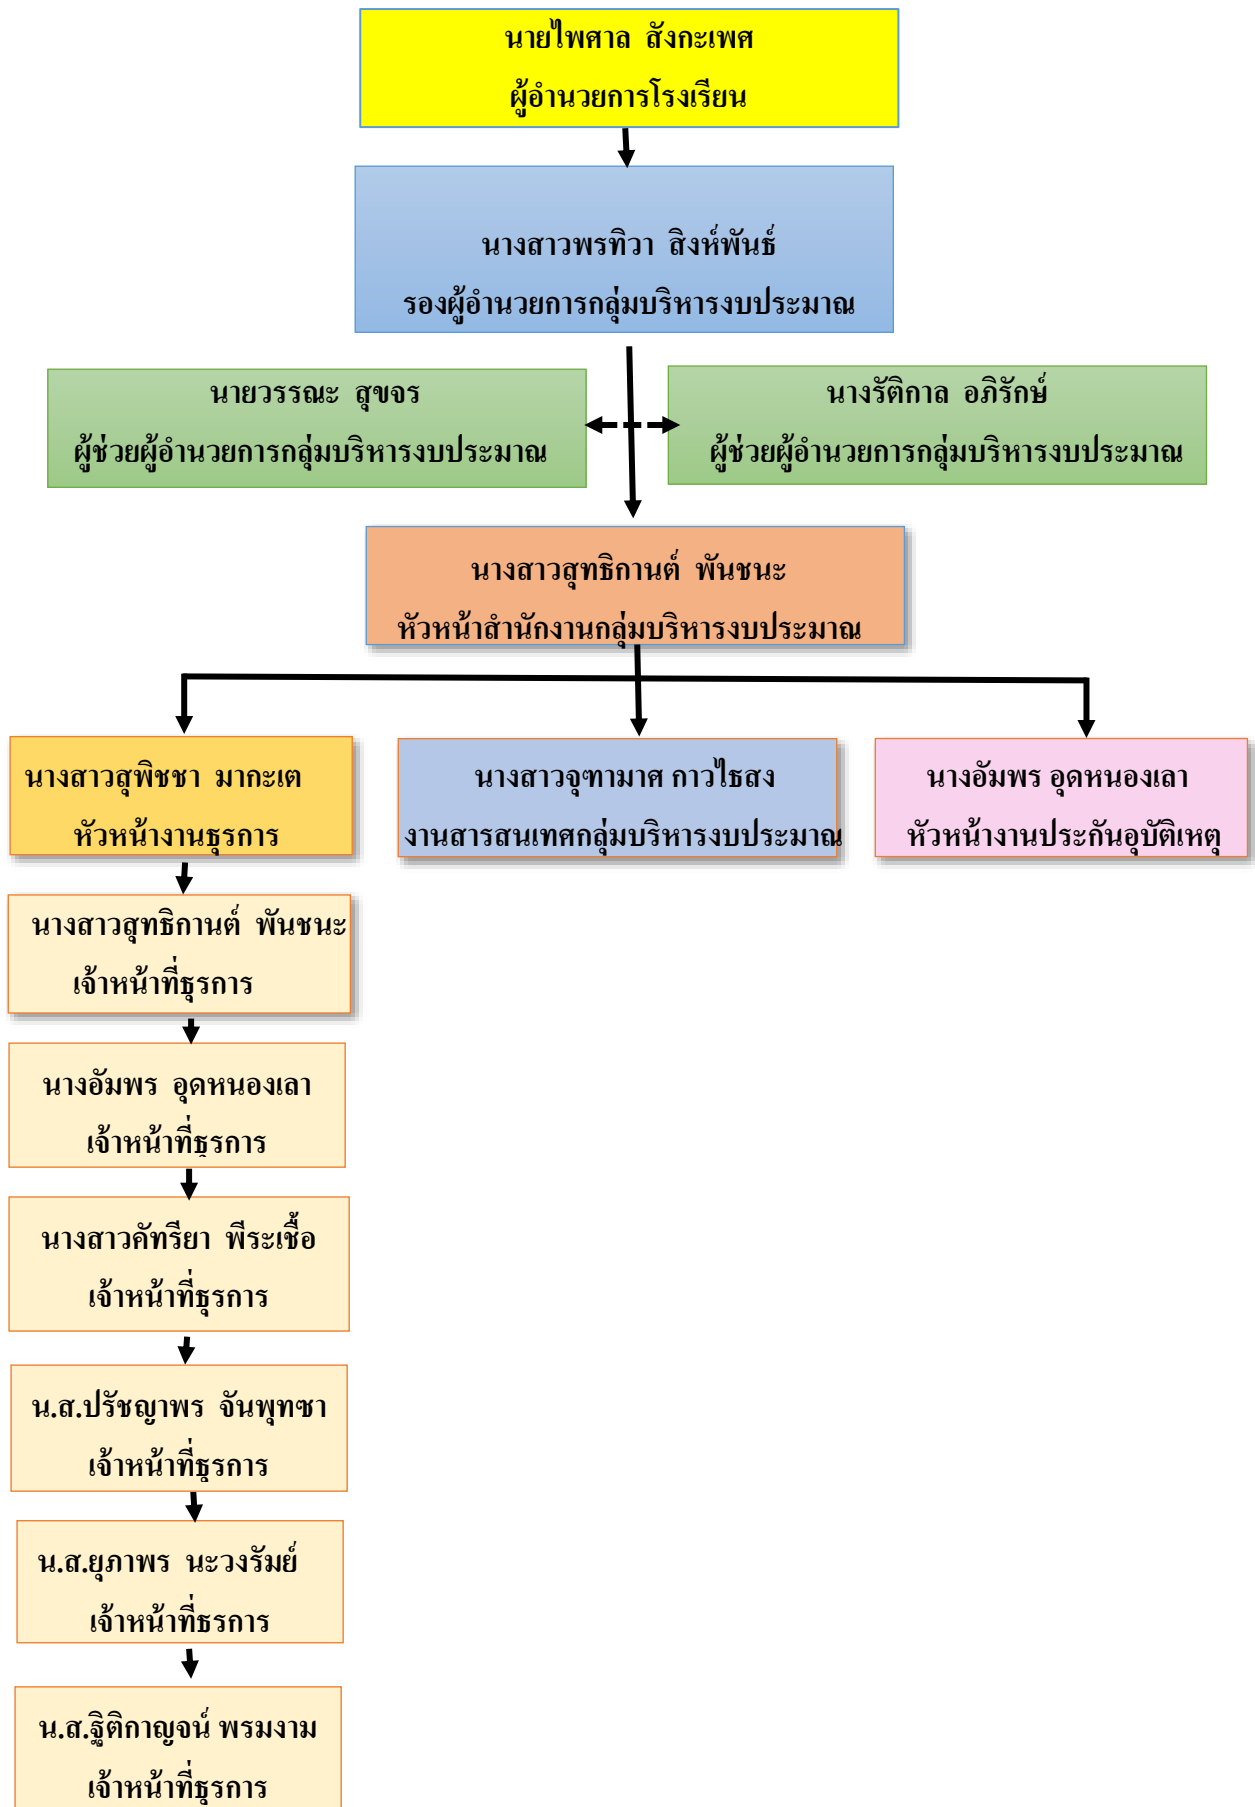 นายไพศาล สังกะเพศ
ผู้อำนวยการโรงเรียน
นางสาวพรทิวา สิงห์พันธ์
รองผู้อำนวยการกลุ่มบริหารงบประมาณ
นายวรรณะ สุขจร
ผู้ช่วยผู้อำนวยการกลุ่มบริหารงบประมาณ
นางรัติกาล อภิรักษ์
ผู้ช่วยผู้อำนวยการกลุ่มบริหารงบประมาณ
นางสาวสุทธิกานต์ พันชนะ
หัวหน้าสำนักงานกลุ่มบริหารงบประมาณ
นางสาวสุพิชชา มากะเต
หัวหน้างานธุรการ
นางสาวจุฑามาศ กาวไธสง
งานสารสนเทศกลุ่มบริหารงบประมาณ
นางอัมพร อุดหนองเลา
หัวหน้างานประกันอุบัติเหตุ
นางสาวสุทธิกานต์ พันชนะ
เจ้าหน้าที่ธุรการ
นางอัมพร อุดหนองเลา
เจ้าหน้าที่ธุรการ
นางสาวคัทรียา พีระเชื้อ
เจ้าหน้าที่ธุรการ
น.ส.ปรัชญาพร จันพุทซา
เจ้าหน้าที่ธุรการ
น.ส.ยุภาพร นะวงรัมย์
เจ้าหน้าที่ธุรการ
น.ส.ฐิติกาญจน์ พรมงาม
เจ้าหน้าที่ธุรการ